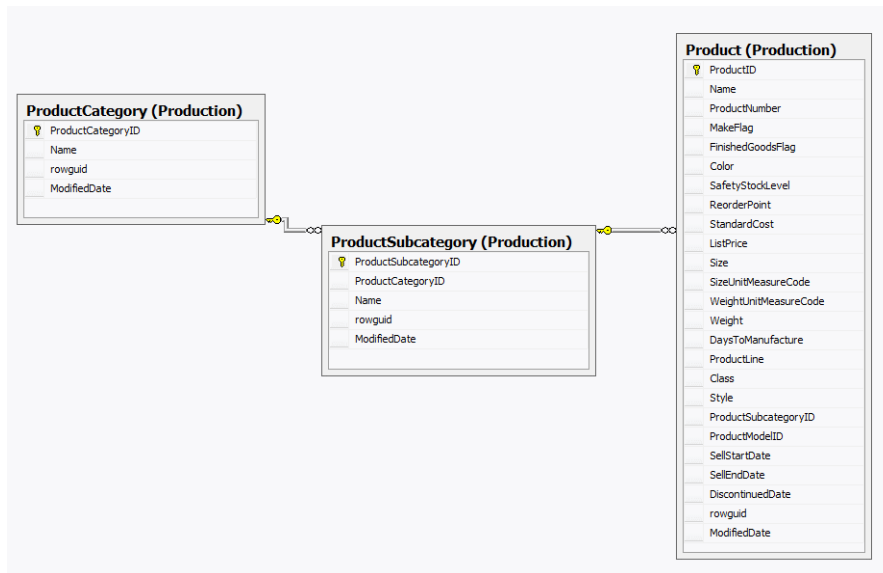 ProductCategory (Production)
ProductCategoryID
Name
rowguid
ModifiedDate
ProductSubcategory (Production)
ProductSubcategoryID
ProductCategoryID
Name
rowguid
ModifiedDate
Product (Production)
ProductID
Name
ProductNumber
MakeFlag
FinishedGoodsFlag
Color
SafetyStockLevel
ReorderPoint
StandardCost
ListPrice
Size
SizeUnitMeasureCode
WeightUnitMeasureCode
Weight
DaysToManufacture
ProductLine
Class
Style
ProductSubcategoryID
ProductModelID
SellStartDate
SellEndDate
DiscontinuedDate
rowguid
ModifiedDate